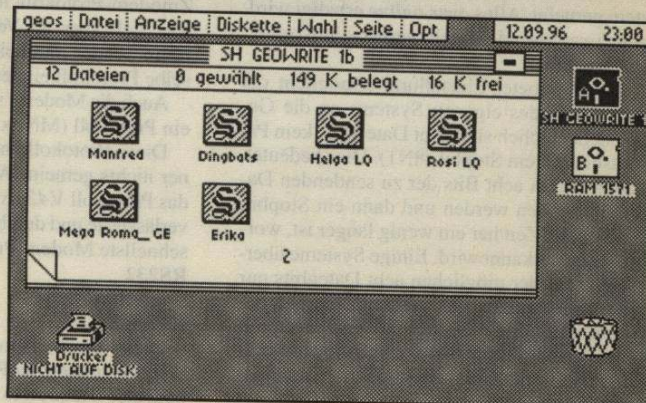 geos Datei Anzeige Diskette Wahl Seite Opt 12.09.96 23:00
SH GEOWRITE 1b
12 Dateien 0 gewählt 149 K belegt 16 K frei
Manfred Dingbats Helga LQ Rosi LQ
Mega Roma_GE Erika
2
A
SH GEOWRITE 1
B
RAM 1571
Drucker
NICHT AUF DISK